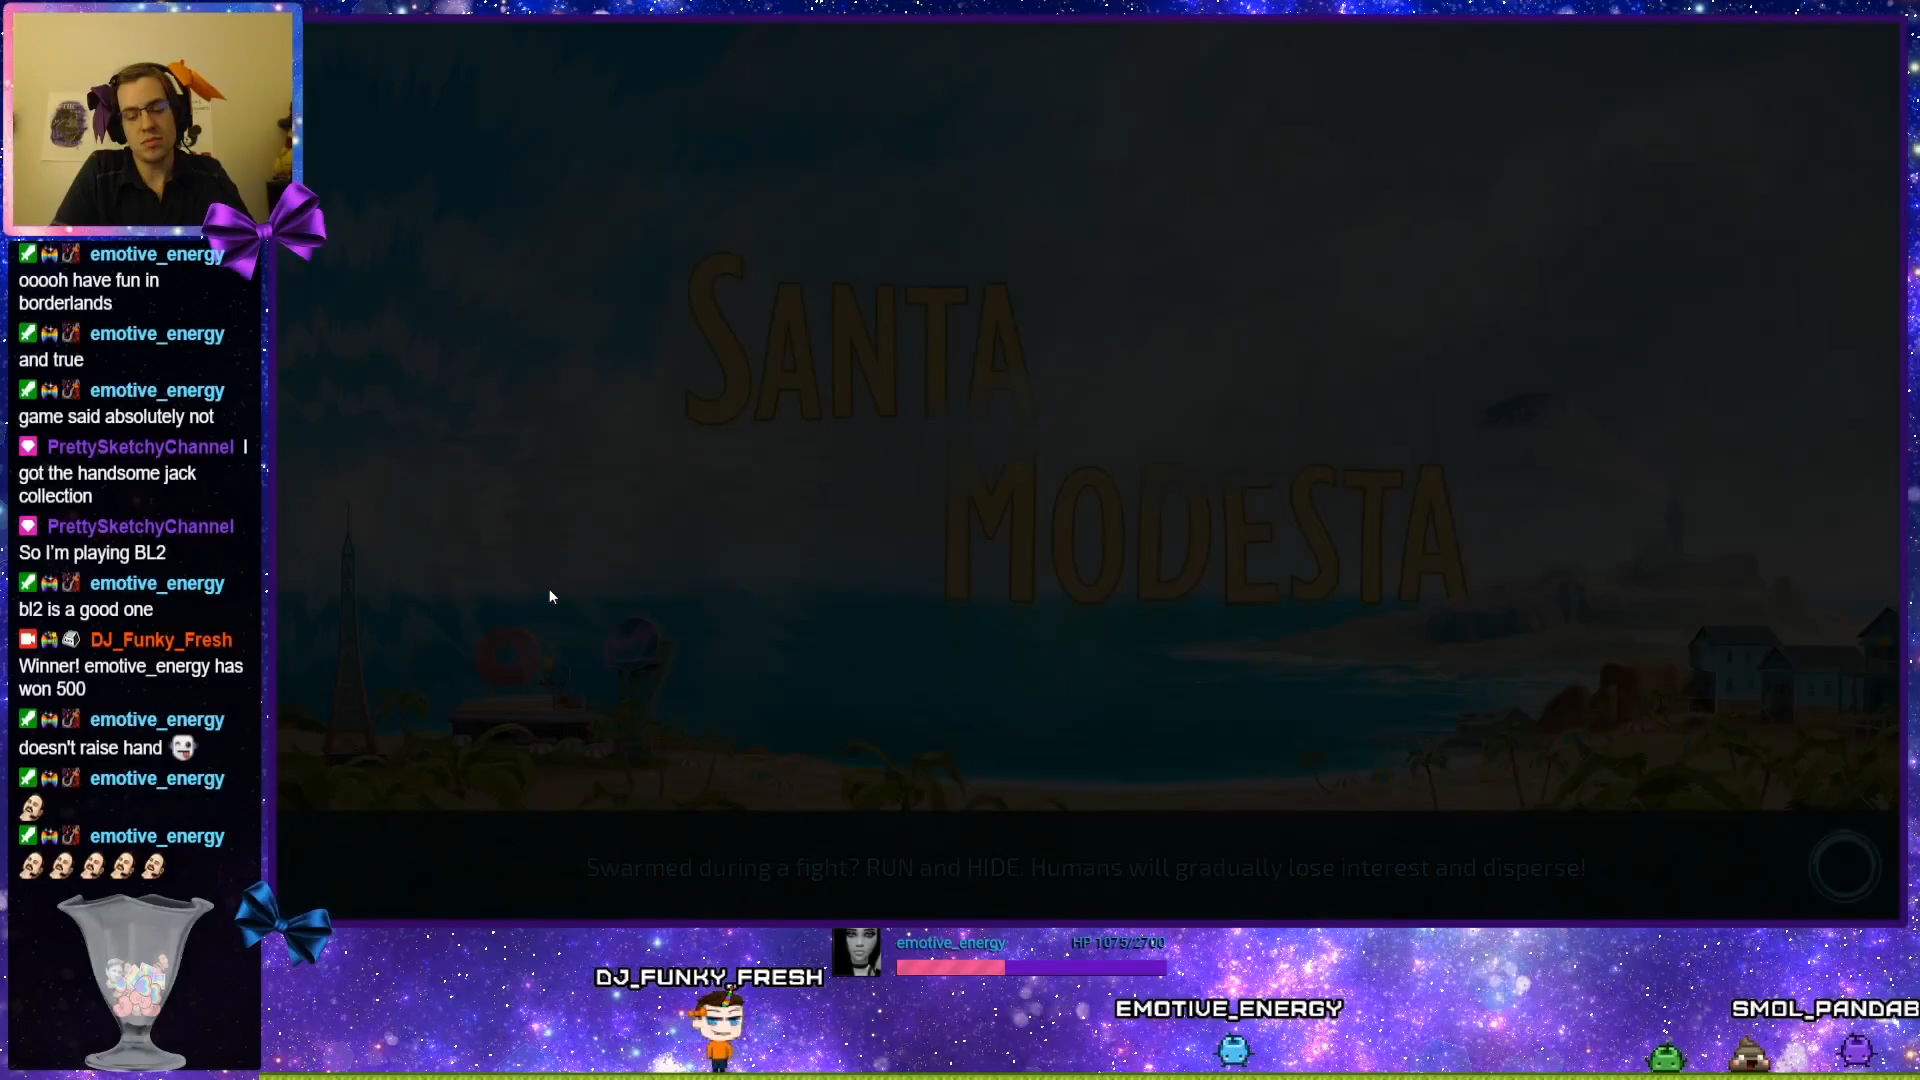 emotive_energy
ooooh have fun in
borderlands
emotive_energy
and true
emotive_energy
game said absolutely not
PrettySketchyChannel I
got the handsome jack
collection
PrettySketchyChannel
So I'm playing BL2
emotive_energy
bl2 is a good one
DJ_Funky_Fresh
Winner! emotive_energy has
won 500
emotive_energy
doesn't raise hand
emotive_energy
emotive_energy
SANTA
MODESTA
Swarmed during a fight? RUN and HIDE. Humans will gradually lose interest and disperse!
emotive_energy HP 1075/2700
DJ_FUNKY_FRESH
EMOTIVE_ENERGY
SMOL_PANDAB